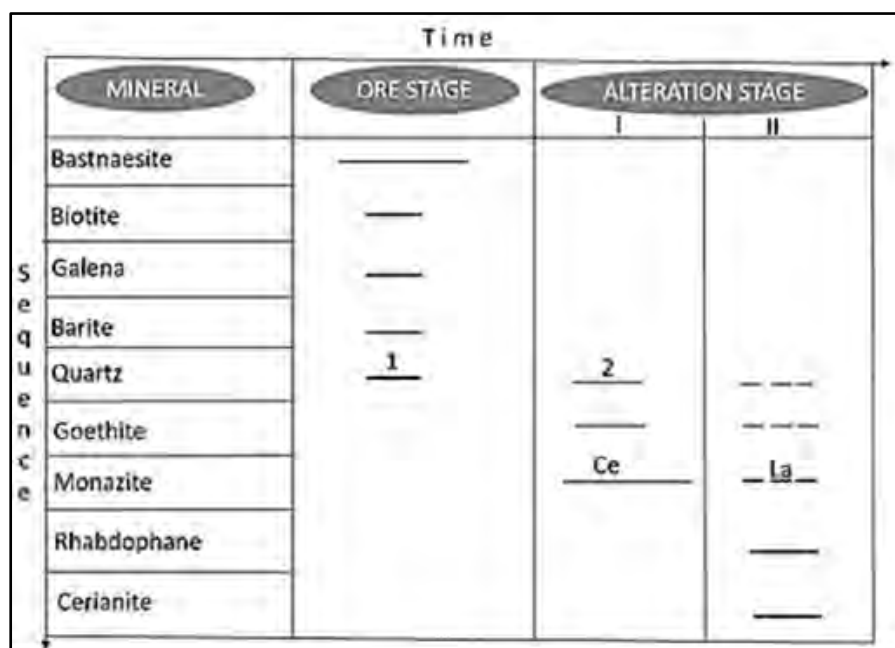 Time
MINERAL ORE STAGE ALTERATION STAGE
I II
Bastnaesite
Biotite
Galena
Barite
Quartz 1 2
Goethite
Monazite Ce La
Rhabdophane
Cerianite
Sequence